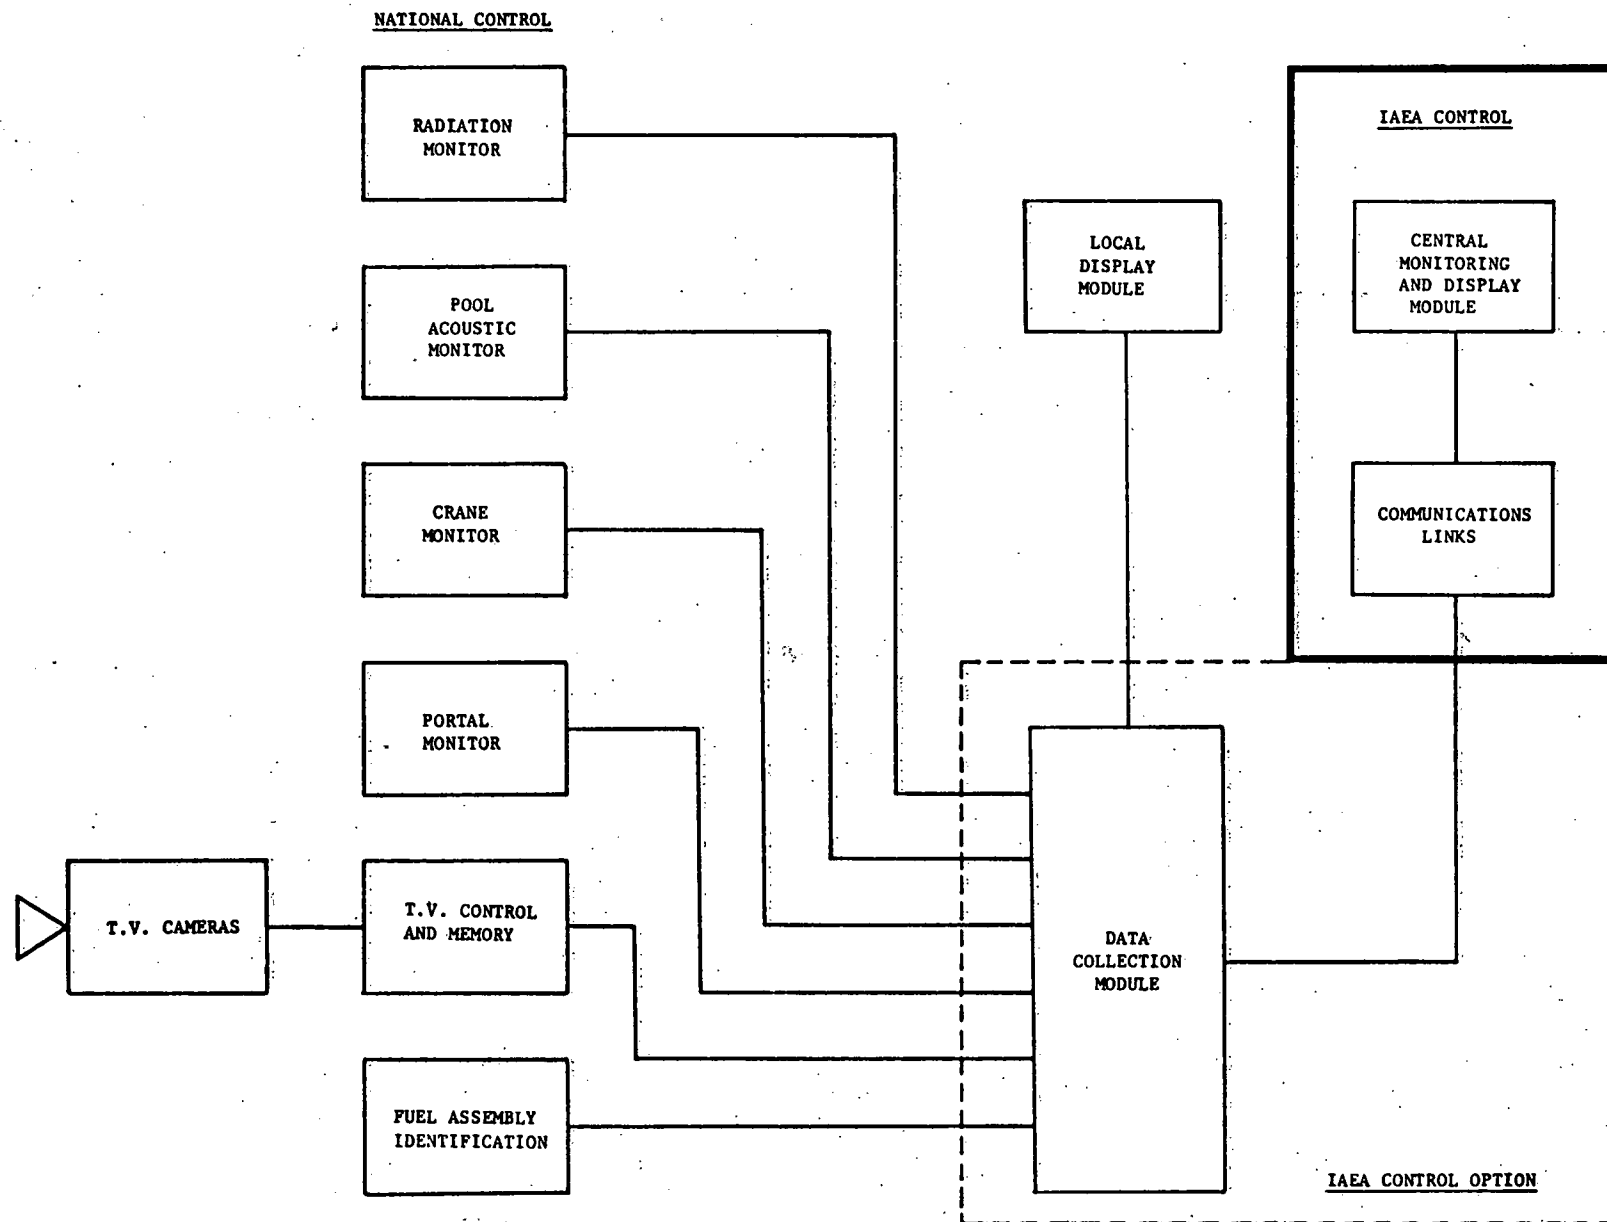 NATIONAL CONTROL
RADIATION
MONITOR
POOL
ACOUSTIC
MONITOR
CRANE
MONITOR
PORTAL
MONITOR
T.V. CAMERAS
T.V. CONTROL
AND MEMORY
FUEL ASSEMBLY
IDENTIFICATION
LOCAL
DISPLAY
MODULE
DATA
COLLECTION
MODULE
IAEA CONTROL
CENTRAL
MONITORING
AND DISPLAY
MODULE
COMMUNICATIONS
LINKS
IAEA CONTROL OPTION